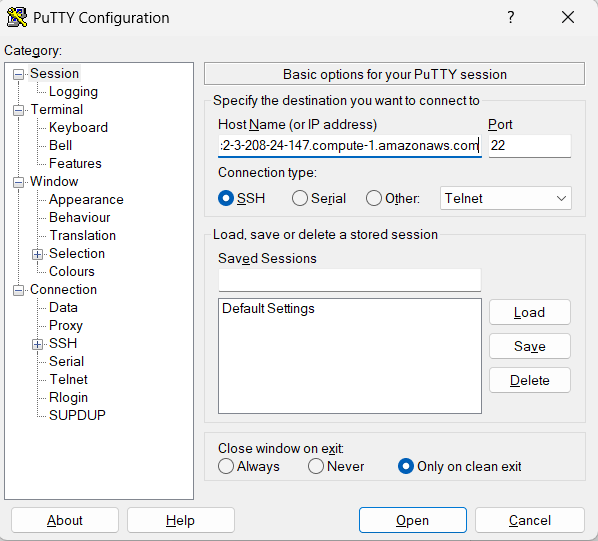 PuTTY Configuration
?
Category:
Session
Logging
Terminal
Keyboard
Bell
Features
Window
Appearance
Behaviour
Translation
Selection
Colours
Connection
Data
Proxy
SSH
Serial
Telnet
Rlogin
SUPDUP
Basic options for your PuTTY session
Specify the destination you want to connect to
Host Name (or IP address) Port
:2-3-208-24-147.compute-1.amazonaws.com 22
Connection type:
SSH Serial Other: Telnet
Load, save or delete a stored session
Saved Sessions
Default Settings
Load
Save
Delete
Close window on exit:
Always Never Only on clean exit
About Help Open Cancel